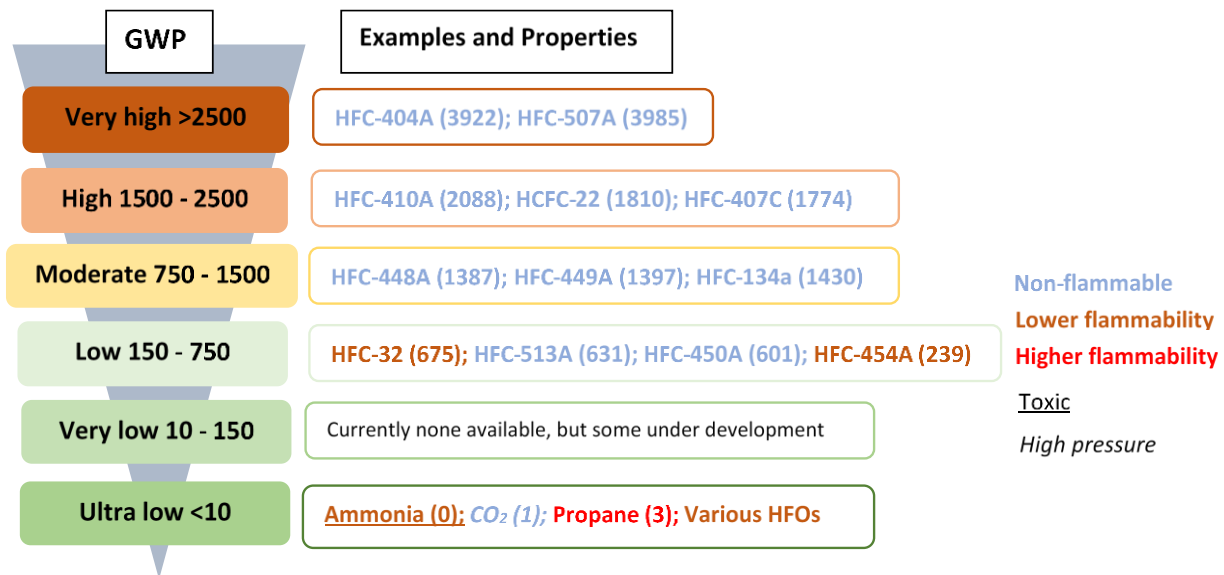 GWP
Examples and Properties
Very high >2500
HFC-404A (3922); HFC-507A (3985)
High 1500 - 2500
HFC-410A (2088); HCFC-22 (1810); HFC-407C (1774)
Moderate 750 - 1500
HFC-448A (1387); HFC-449A (1397); HFC-134a (1430)
Low 150 - 750
HFC-32 (675); HFC-513A (631); HFC-450A (601); HFC-454A (239)
Very low 10 - 150
Currently none available, but some under development
Ultra low <10
Ammonia (0); CO₂ (1); Propane (3); Various HFOs
Non-flammable
Lower flammability
Higher flammability
Toxic
High pressure